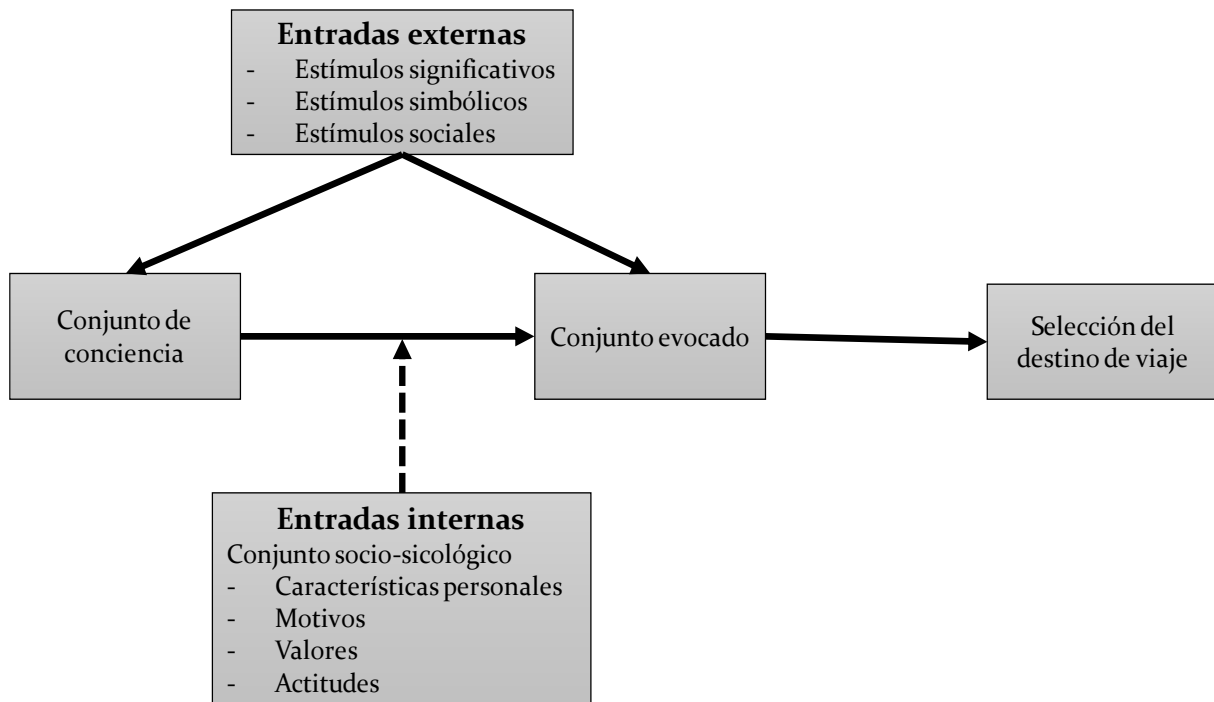 Entradas externas
- Estímulos significativos
- Estímulos simbólicos
- Estímulos sociales
Conjunto de
conciencia
Conjunto evocado
Selección del
destino de viaje
Entradas internas
Conjunto socio-sicológico
- Características personales
- Motivos
- Valores
- Actitudes